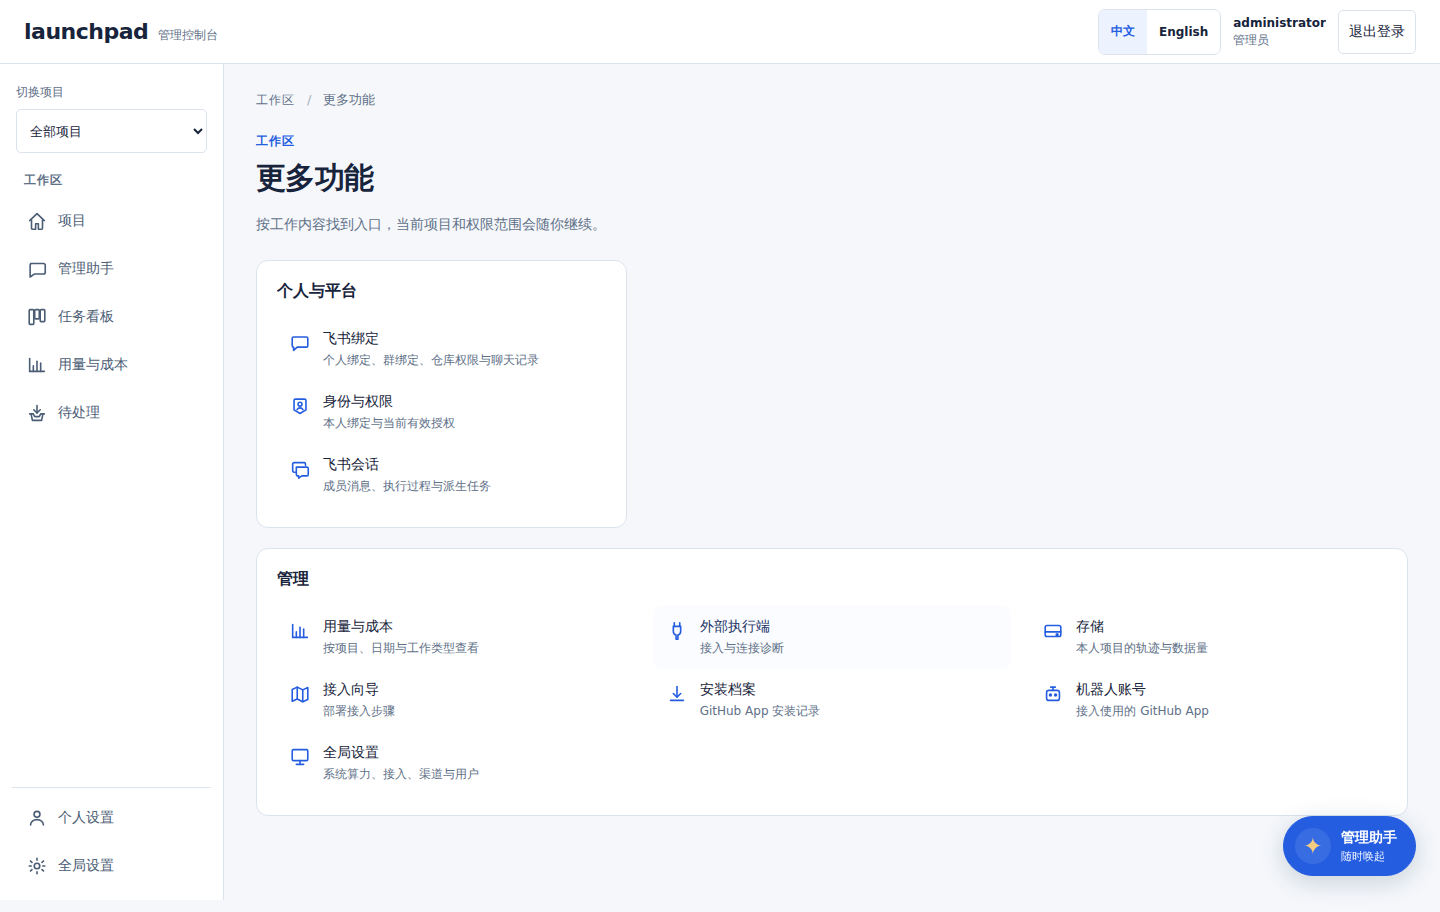 launchpad 管理控制台
中文 English
administrator
管理员
退出登录
切换项目
全部项目
工作区
项目
管理助手
任务看板
用量与成本
待处理
个人设置
全局设置
工作区 / 更多功能
工作区
更多功能
按工作内容找到入口，当前项目和权限范围会随你继续。
个人与平台
飞书绑定
个人绑定、群绑定、仓库权限与聊天记录
身份与权限
本人绑定与当前有效授权
飞书会话
成员消息、执行过程与派生任务
管理
用量与成本
按项目、日期与工作类型查看
外部执行端
接入与连接诊断
存储
本人项目的轨迹与数据量
接入向导
部署接入步骤
安装档案
GitHub App 安装记录
机器人账号
接入使用的 GitHub App
全局设置
系统算力、接入、渠道与用户
管理助手
随时唤起